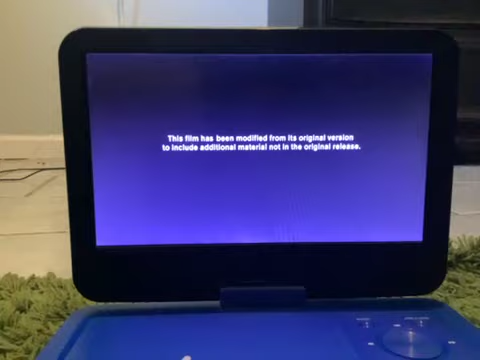 This film has been modified from its original version
to include additional material not in the original release.